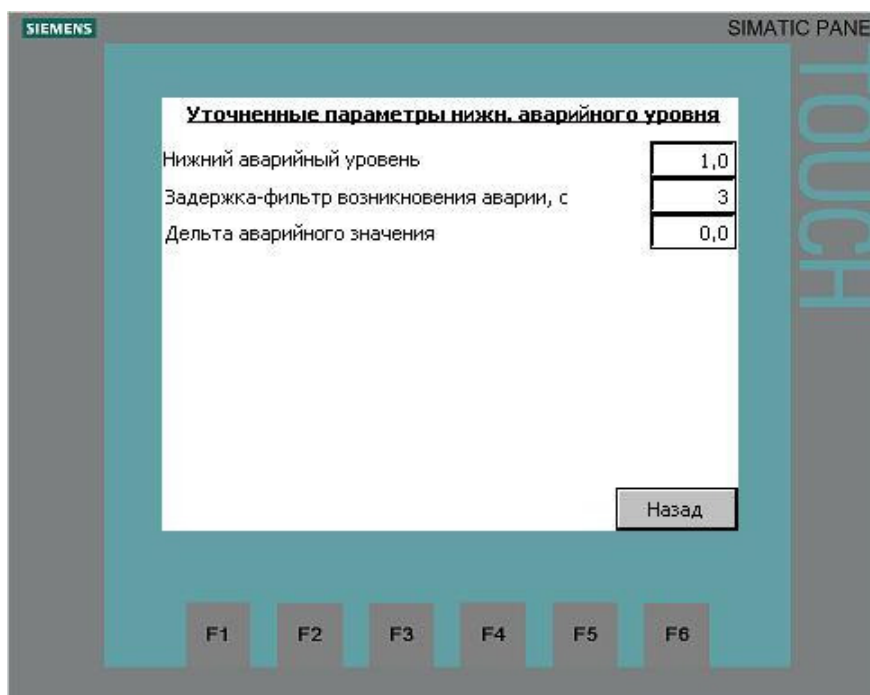 SIEMENS
SIMATIC PANE
TOUCH
Уточненные параметры нижн. аварийного уровня
Нижний аварийный уровень 1,0
Задержка-фильтр возникновения аварии, с 3
Дельта аварийного значения 0,0
Назад
F1 F2 F3 F4 F5 F6